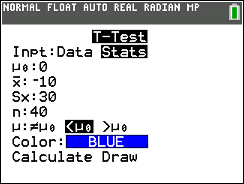 NORMAL FLOAT AUTO REAL RADIAN MP
T-Test
Inpt:Data Stats
μ₀:0
x̄:⁻10
Sx:30
n:40
μ:≠μ₀ <μ₀ >μ₀
Color: BLUE
Calculate Draw